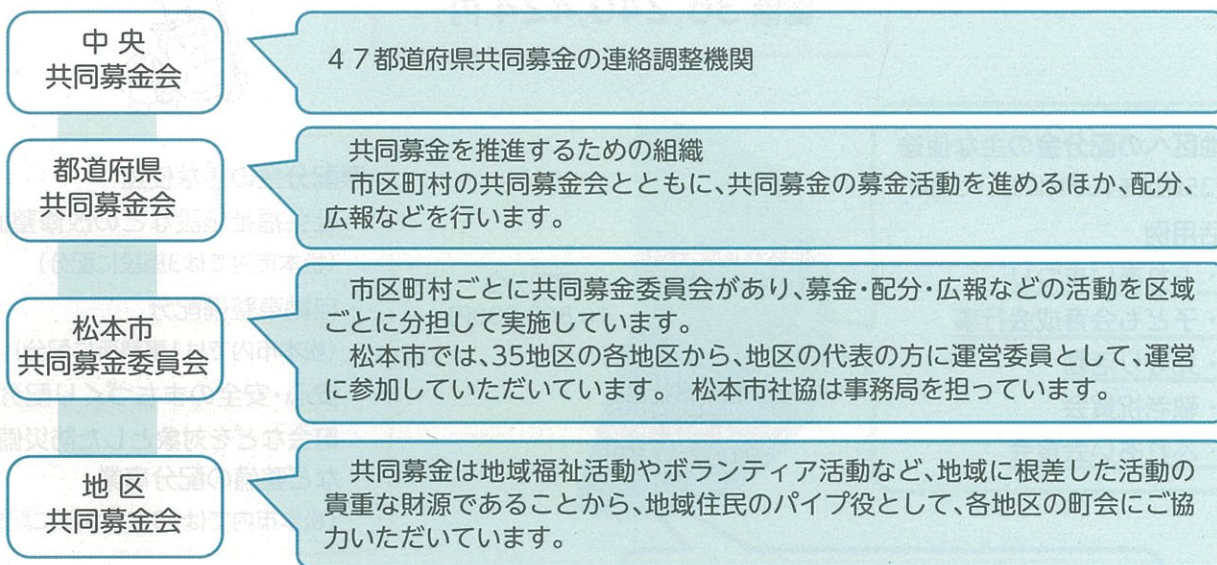 中 央
共同募金会
４７都道府県共同募金の連絡調整機関
都道府県
共同募金会
共同募金を推進するための組織
市区町村の共同募金会とともに、共同募金の募金活動を進めるほか、配分、
広報などを行います。
松本市
共同募金委員会
市区町村ごとに共同募金委員会があり、募金・配分・広報などの活動を区域
ごとに分担して実施しています。
松本市では、35地区の各地区から、地区の代表の方に運営委員として、運営
に参加していただいています。　松本市社協は事務局を担っています。
地 区
共同募金会
共同募金は地域福祉活動やボランティア活動など、地域に根差した活動の
貴重な財源であることから、地域住民のパイプ役として、各地区の町会にご協
力いただいています。